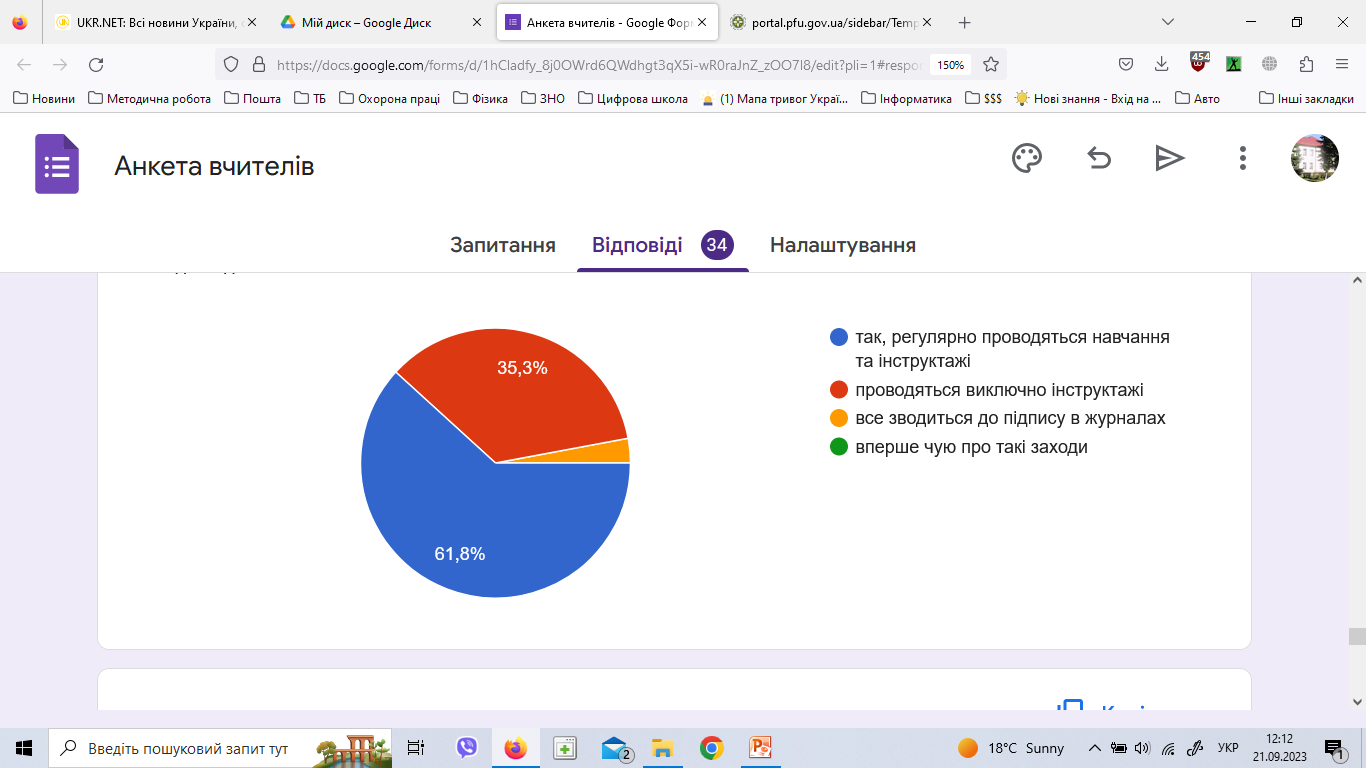 UKR.NET: Всі новини України,
Мій диск – Google Диск
Анкета вчителів - Google Фор
portal.pfu.gov.ua/sidebar/Temp
https://docs.google.com/forms/d/1hCladfy_8j0OWrd6QWdhgt3qX5i-wR0raJnZ_zOO7I8/edit?pli=1#respor
150%
454
Новини
Методична робота
Пошта
ТБ
Охорона праці
Фізика
ЗНО
Цифрова школа
(1) Мапа тривог Украї...
Інформатика
$$$
Нові знання - Вхід на ...
Авто
Інші закладки
Анкета вчителів
Запитання
Відповіді 34
Налаштування
35,3%
61,8%
так, регулярно проводяться навчання
та інструктажі
проводяться виключно інструктажі
все зводиться до підпису в журналах
вперше чую про такі заходи
Введіть пошуковий запит тут
2
18°C Sunny
УКР
12:12
21.09.2023
1